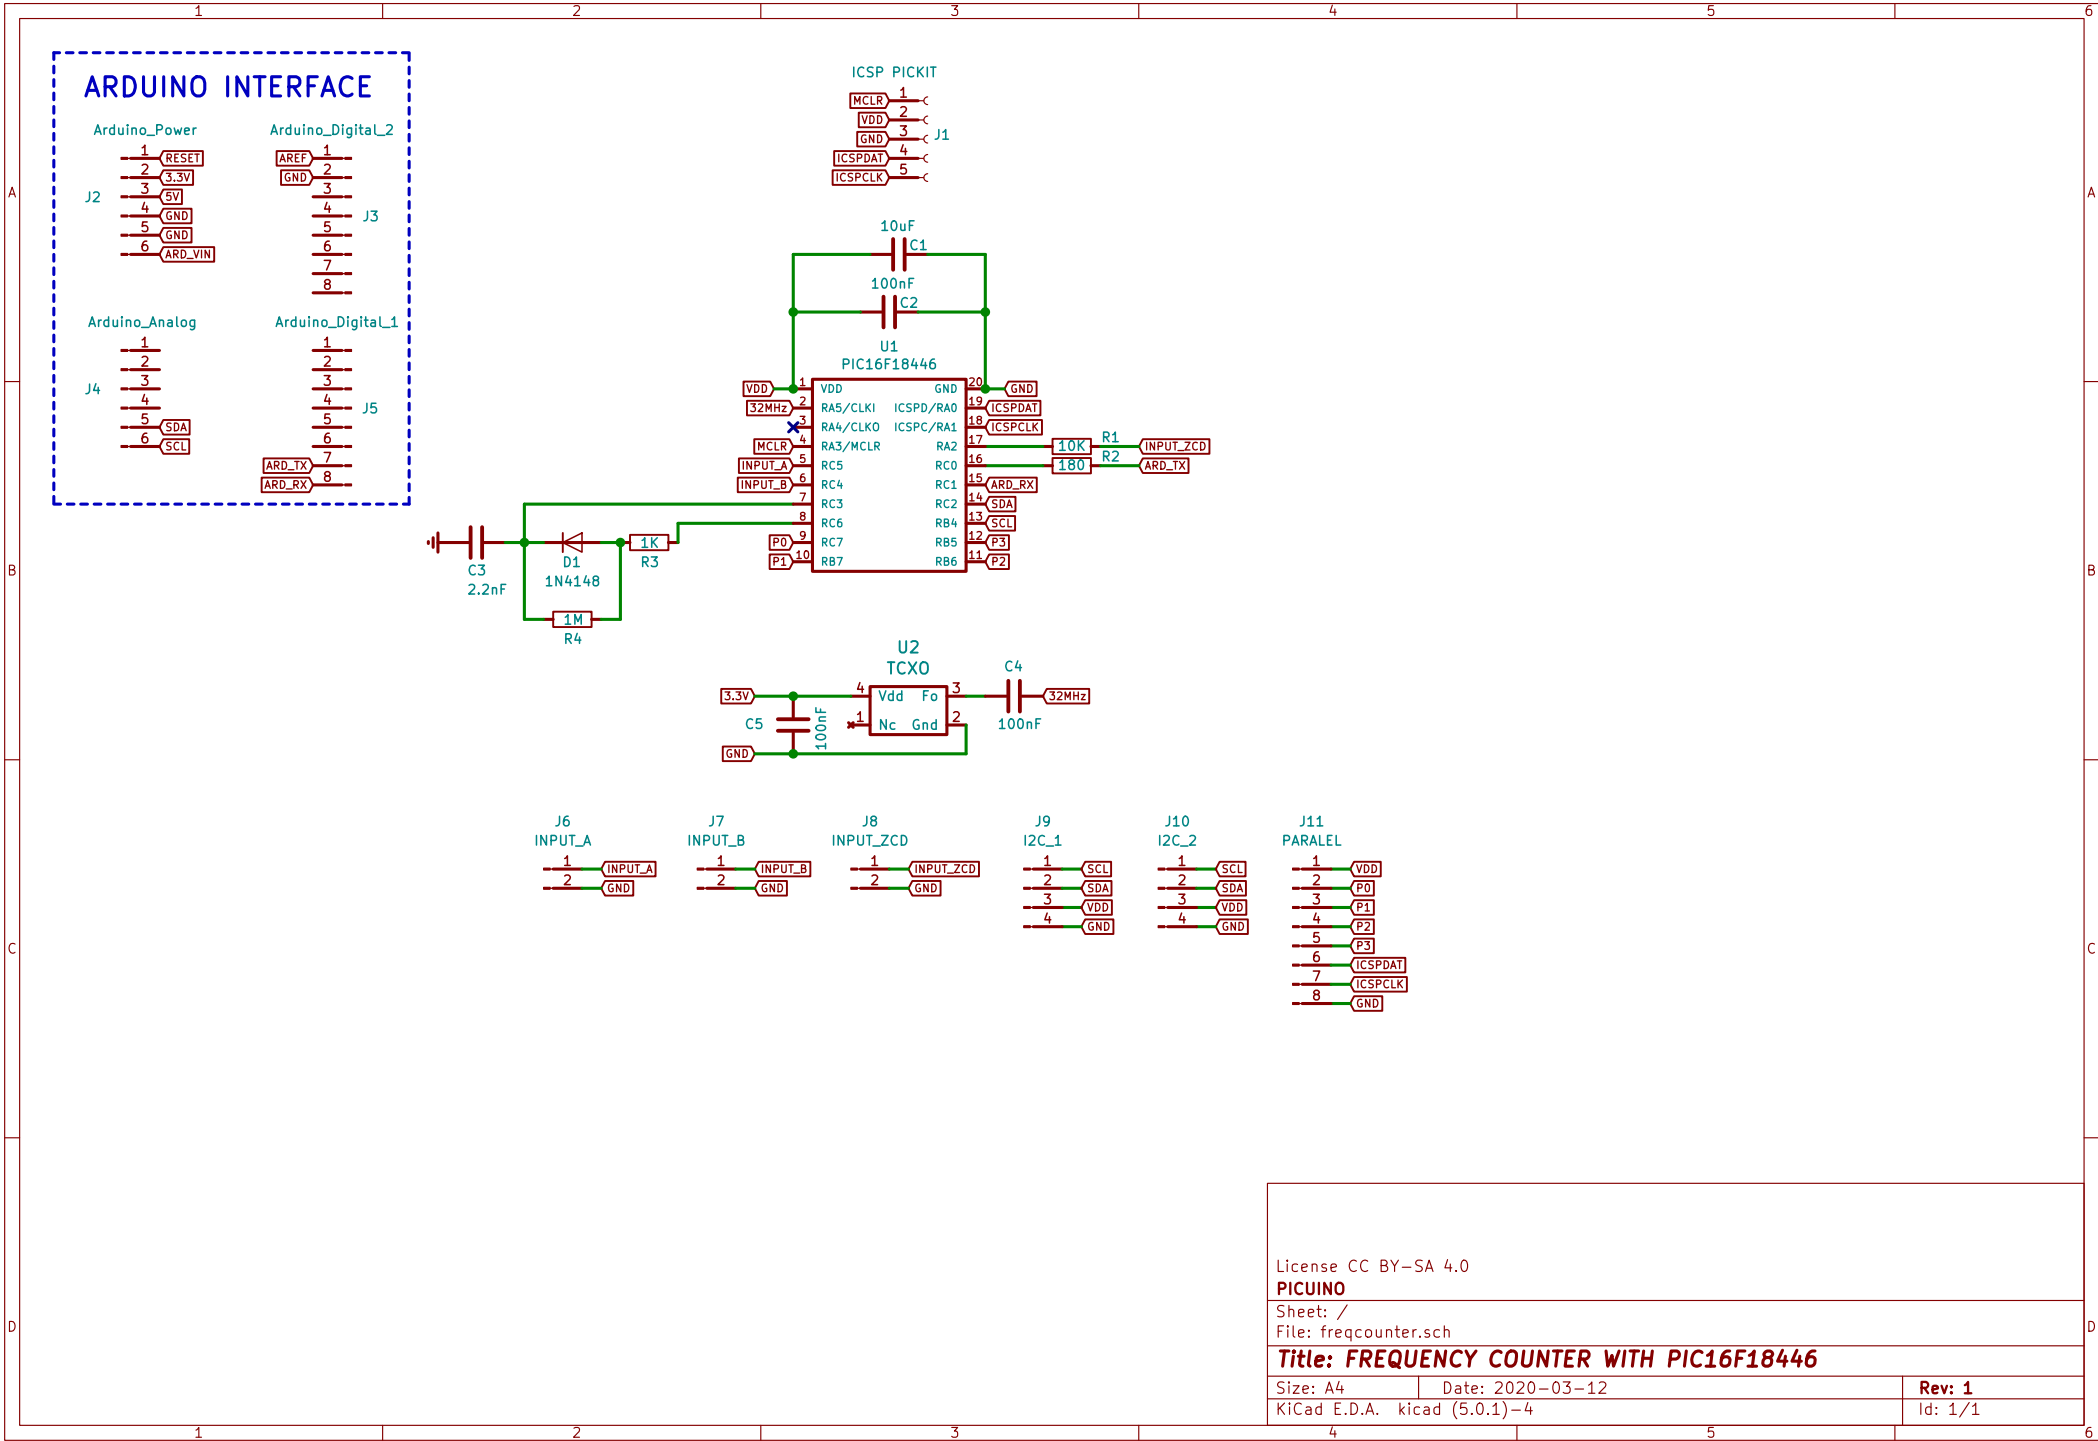 1 2 3 4 5 6
A
B
C
D
A
B
C
D
1 2 3 4 5 6
ARDUINO INTERFACE
Arduino_Power
J2
1 RESET
2 3.3V
3 5V
4 GND
5 GND
6 ARD_VIN
Arduino_Digital_2
J3
AREF 1
GND 2
3
4
5
6
7
8
Arduino_Analog
J4
1
2
3
4
5 SDA
6 SCL
Arduino_Digital_1
J5
1
2
3
4
5
6
ARD_TX 7
ARD_RX 8
ICSP PICKIT
MCLR 1
VDD 2
GND 3
J1
ICSPDAT 4
ICSPCLK 5
10uF
C1
100nF
C2
U1
PIC16F18446
VDD 1 VDD GND 20 GND
32MHz 2 RA5/CLKI ICSPD/RA0 19 ICSPDAT
3 RA4/CLKO ICSPC/RA1 18 ICSPCLK
MCLR 4 RA3/MCLR RA2 17 10K R1 INPUT_ZCD
INPUT_A 5 RC5 RC0 16 180 R2 ARD_TX
INPUT_B 6 RC4 RC1 15 ARD_RX
7 RC3 RC2 14 SDA
8 RC6 RB4 13 SCL
P0 9 RC7 RB5 12 P3
P1 10 RB7 RB6 11 P2
C3
2.2nF
D1
1N4148
1K
R3
1M
R4
U2
TCXO
3.3V 4 Vdd Fo 3
C4
100nF
32MHz
C5
100nF
1 Nc Gnd 2
GND
J6
INPUT_A
1 INPUT_A
2 GND
J7
INPUT_B
1 INPUT_B
2 GND
J8
INPUT_ZCD
1 INPUT_ZCD
2 GND
J9
I2C_1
1 SCL
2 SDA
3 VDD
4 GND
J10
I2C_2
1 SCL
2 SDA
3 VDD
4 GND
J11
PARALEL
1 VDD
2 P0
3 P1
4 P2
5 P3
6 ICSPDAT
7 ICSPCLK
8 GND
License CC BY-SA 4.0
PICUINO
Sheet: /
File: freqcounter.sch
Title: FREQUENCY COUNTER WITH PIC16F18446
Size: A4 Date: 2020-03-12 Rev: 1
KiCad E.D.A. kicad (5.0.1)-4 Id: 1/1